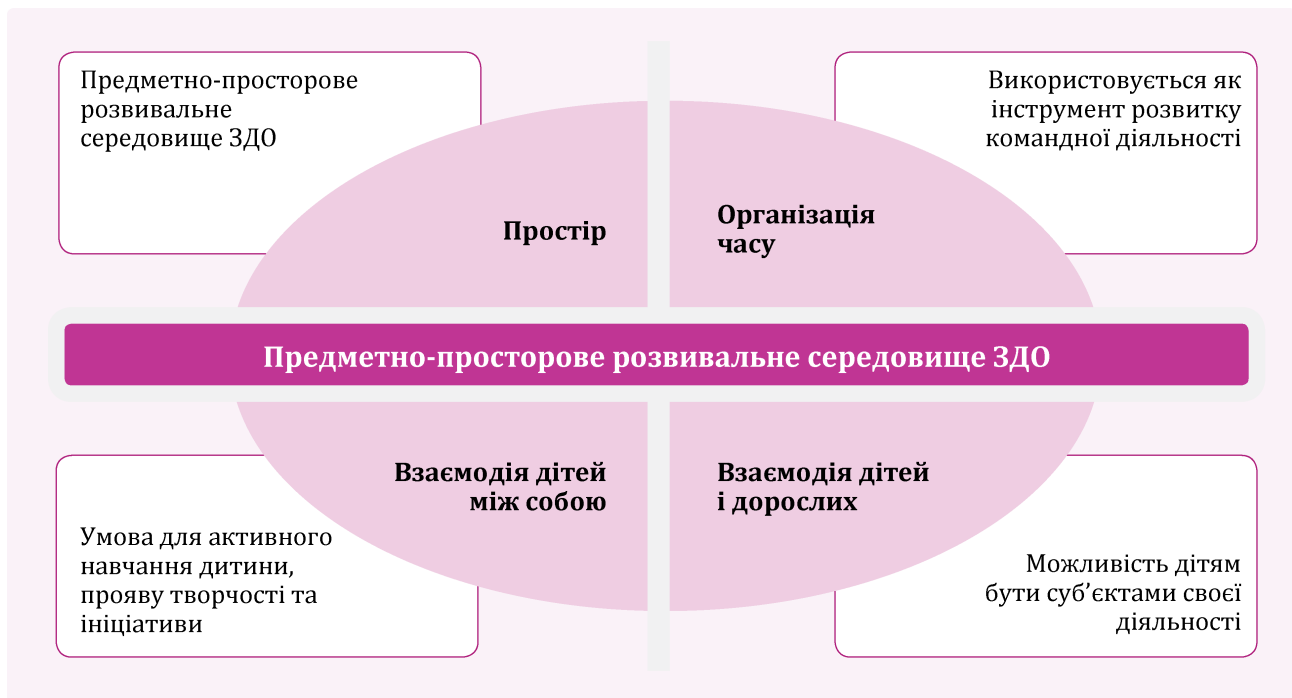 Предметно-просторове
розвивальне
середовище ЗДО
Використовується як
інструмент розвитку
командної діяльності
Простір
Організація
часу
Предметно-просторове розвивальне середовище ЗДО
Взаємодія дітей
між собою
Взаємодія дітей
і дорослих
Умова для активного
навчання дитини,
прояву творчості та
ініціативи
Можливість дітям
бути суб’єктами своєї
діяльності